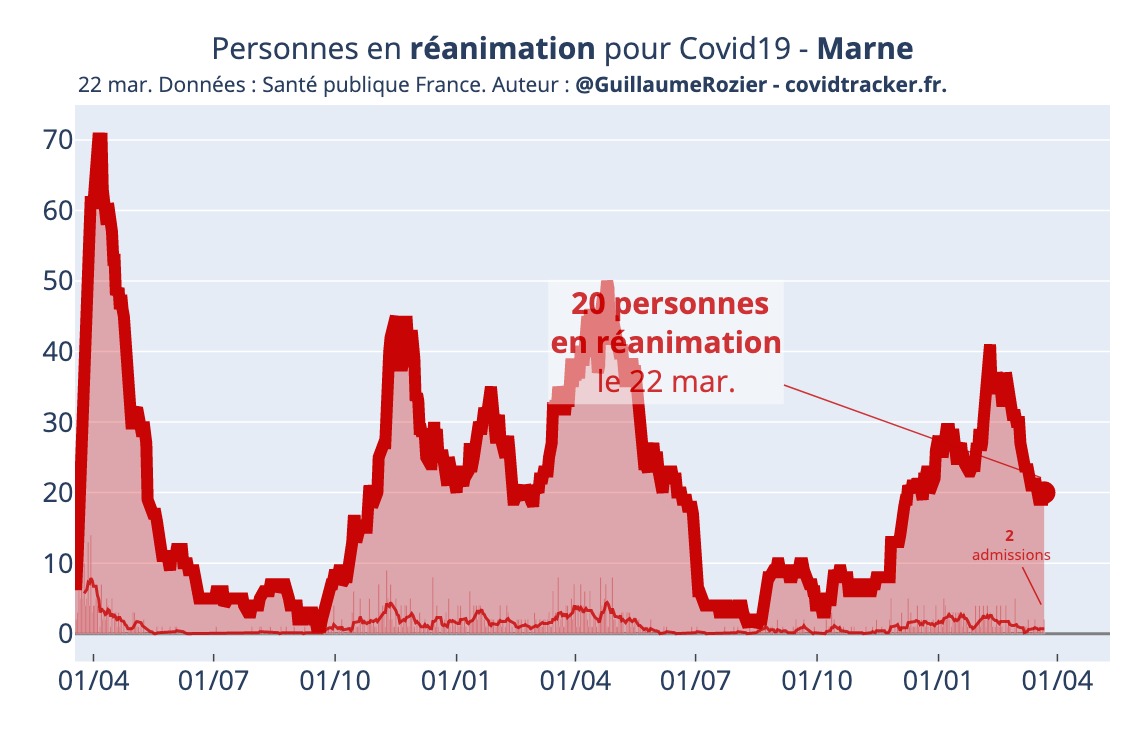 Personnes en réanimation pour Covid19 - Marne
22 mar. Données : Santé publique France. Auteur : @GuillaumeRozier - covidtracker.fr.
70
60
50
40
30
20
10
0
20 personnes
en réanimation
le 22 mar.
2
admissions
01/04 01/07 01/10 01/01 01/04 01/07 01/10 01/01 01/04